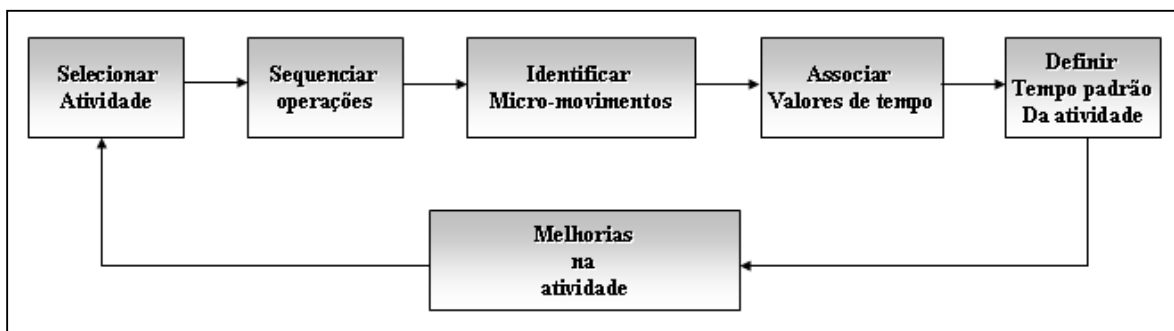 Selecionar
Atividade
Sequenciar
operações
Identificar
Micro-movimentos
Associar
Valores de tempo
Definir
Tempo padrão
Da atividade
Melhorias
na
atividade